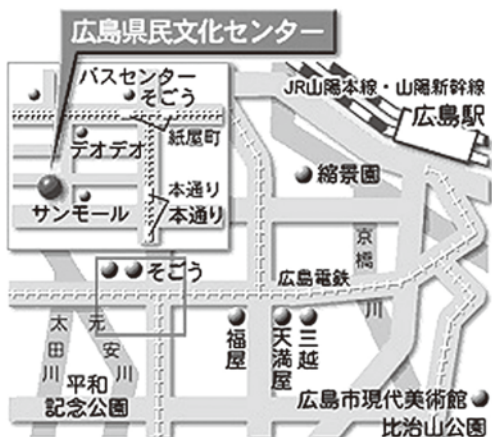 広島県民文化センター
バスセンター
そごう
紙屋町
デオデオ
本通り
本通り
サンモール
JR山陽本線・山陽新幹線
広島駅
縮景園
京橋川
そごう
広島電鉄
太田川
元安川
平和
記念公園
福屋
天満屋
三越
広島市現代美術館
比治山公園